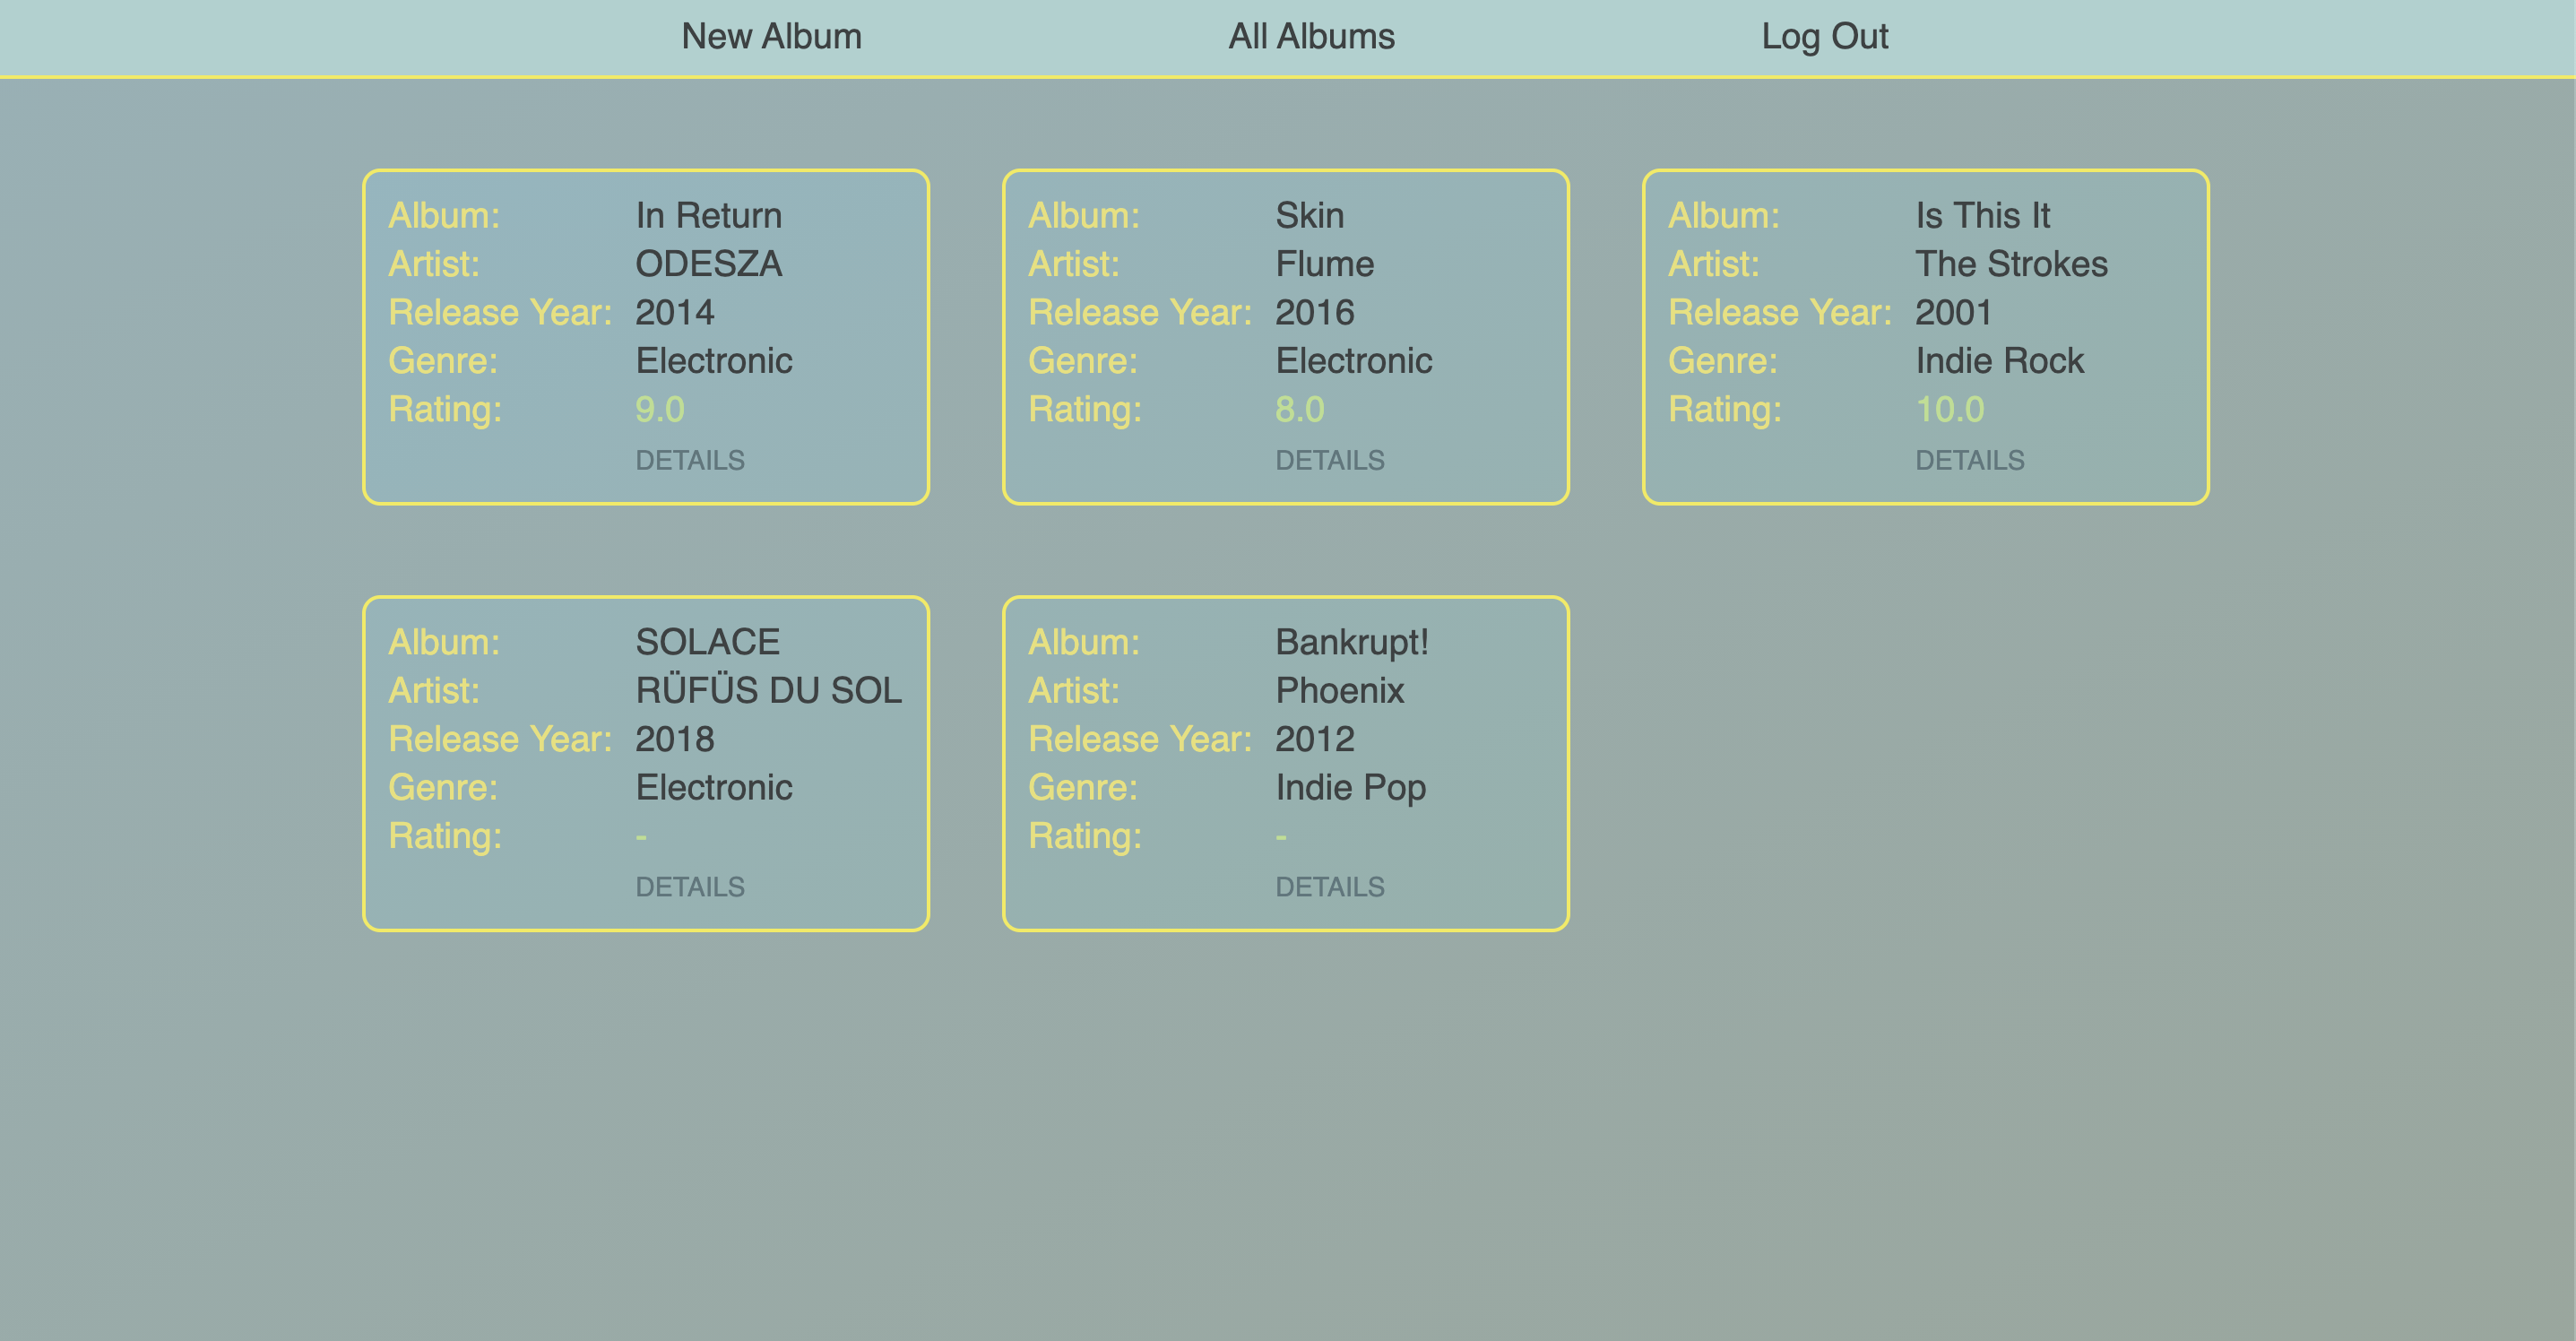 New Album All Albums Log Out
Album: In Return
Artist: ODESZA
Release Year: 2014
Genre: Electronic
Rating: 9.0
DETAILS
Album: Skin
Artist: Flume
Release Year: 2016
Genre: Electronic
Rating: 8.0
DETAILS
Album: Is This It
Artist: The Strokes
Release Year: 2001
Genre: Indie Rock
Rating: 10.0
DETAILS
Album: SOLACE
Artist: RÜFÜS DU SOL
Release Year: 2018
Genre: Electronic
Rating: -
DETAILS
Album: Bankrupt!
Artist: Phoenix
Release Year: 2012
Genre: Indie Pop
Rating: -
DETAILS